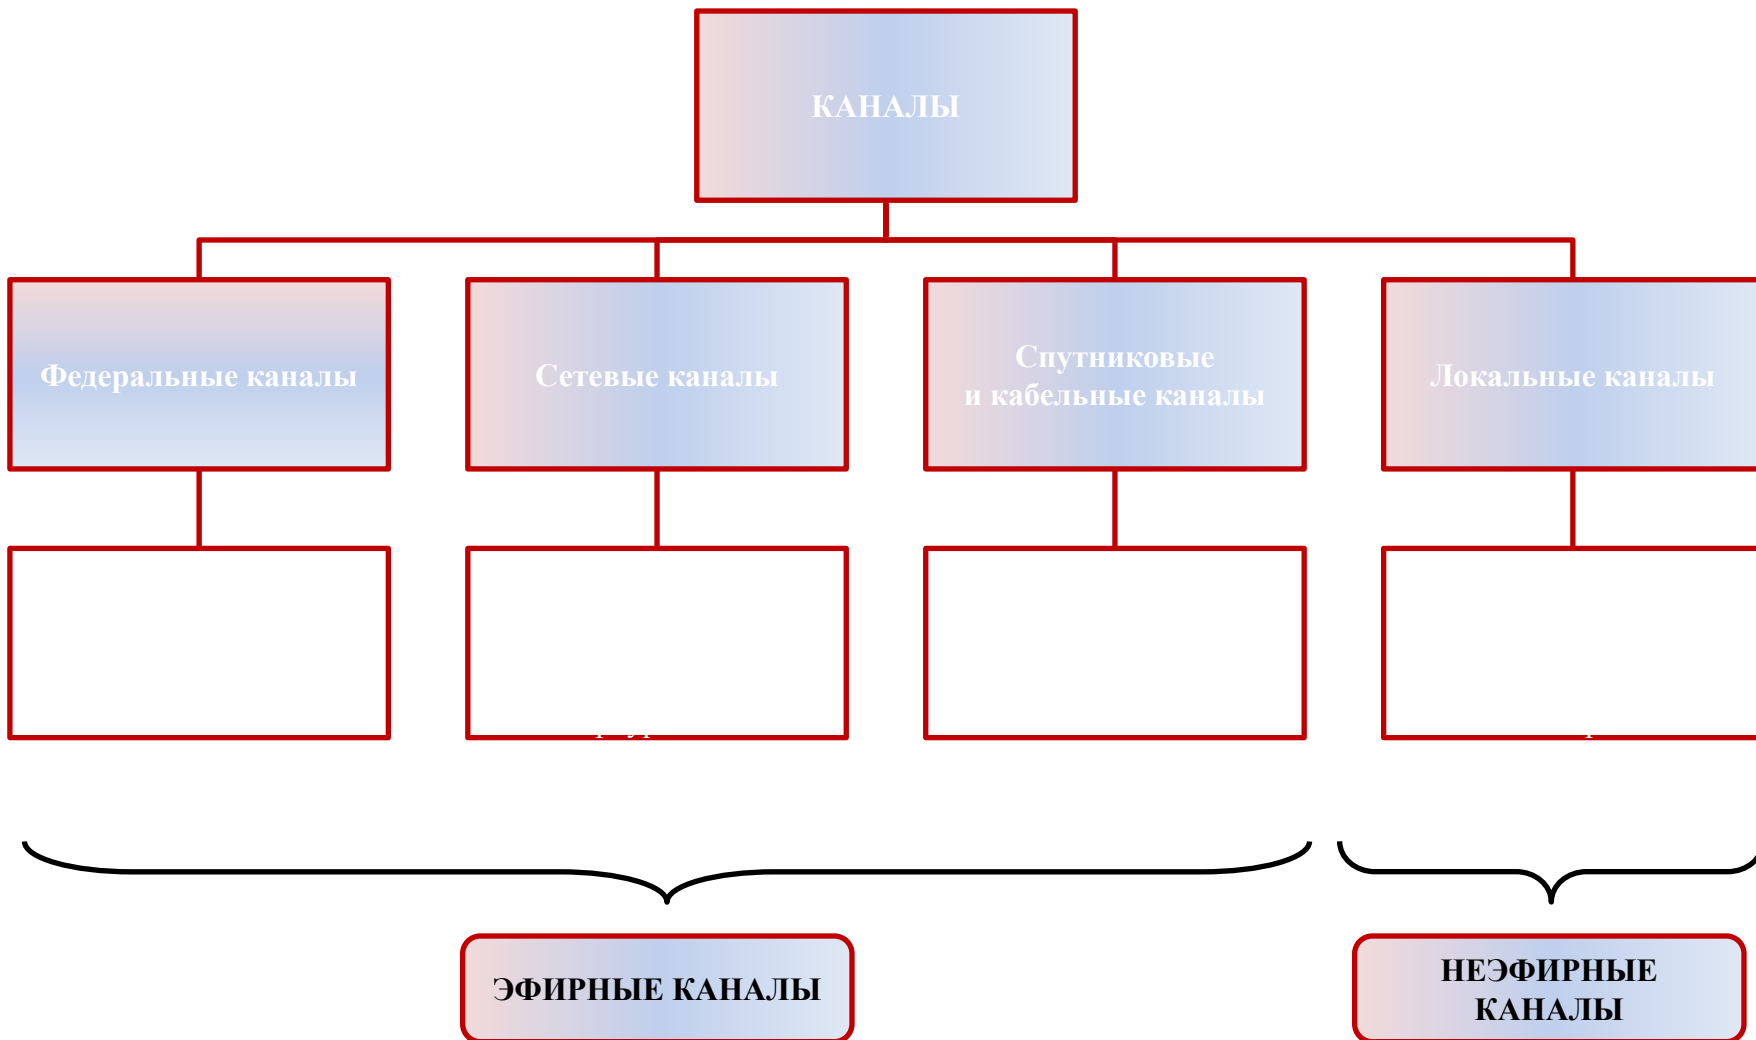 КАНАЛЫ
Федеральные каналы
Сетевые каналы
Спутниковые
и кабельные каналы
Локальные каналы
ЭФИРНЫЕ КАНАЛЫ
НЕЭФИРНЫЕ
КАНАЛЫ